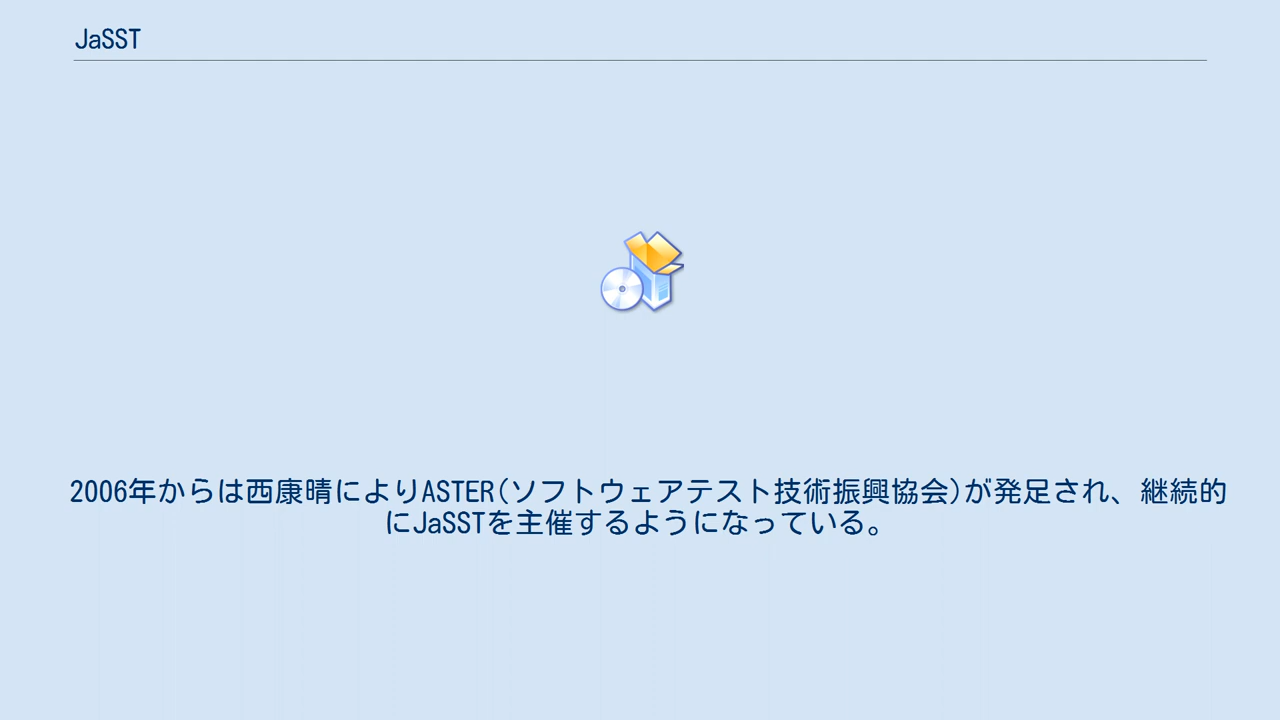 JaSST
2006年からは西康晴によりASTER(ソフトウェアテスト技術振興協会)が発足され、継続的
にJaSSTを主催するようになっている。